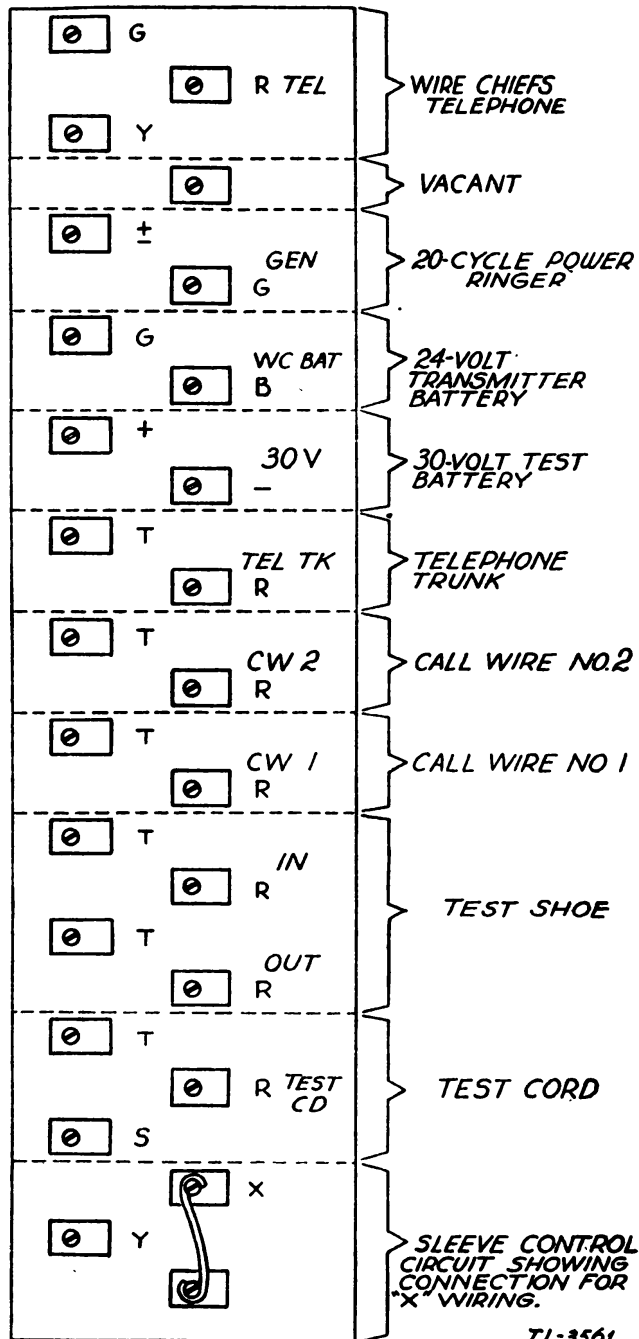 G
R TEL
WIRE CHIEFS
TELEPHONE
Y
VACANT
±
GEN
G
20-CYCLE POWER
RINGER
G
WC BAT
B
24-VOLT
TRANSMITTER
BATTERY
+
30 V
–
30-VOLT TEST
BATTERY
T
TEL TK
R
TELEPHONE
TRUNK
T
CW 2
R
CALL WIRE NO.2
T
CW 1
R
CALL WIRE NO 1
T
IN
R
T
OUT
R
TEST SHOE
T
R TEST
CD
S
TEST CORD
X
Y
SLEEVE CONTROL
CIRCUIT SHOWING
CONNECTION FOR
"X" WIRING.
TL-3561